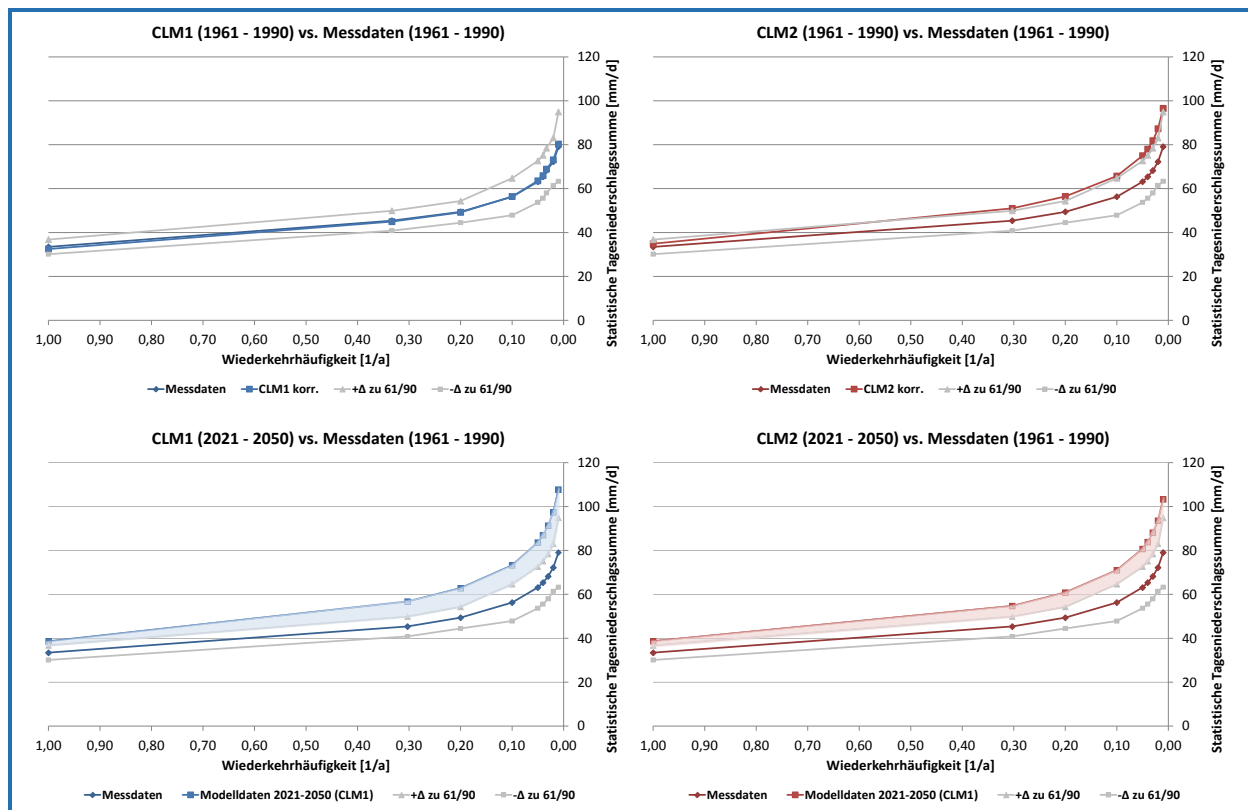 CLM1 (1961 - 1990) vs. Messdaten (1961 - 1990)
120
100
80
60
40
20
0
Statistische Tagesniederschlagssumme [mm/d]
1,00 0,90 0,80 0,70 0,60 0,50 0,40 0,30 0,20 0,10 0,00
Wiederkehrhäufigkeit [1/a]
Messdaten CLM1 korr. +Δ zu 61/90 -Δ zu 61/90
CLM2 (1961 - 1990) vs. Messdaten (1961 - 1990)
120
100
80
60
40
20
0
Statistische Tagesniederschlagssumme [mm/d]
1,00 0,90 0,80 0,70 0,60 0,50 0,40 0,30 0,20 0,10 0,00
Wiederkehrhäufigkeit [1/a]
Messdaten CLM2 korr. +Δ zu 61/90 -Δ zu 61/90
CLM1 (2021 - 2050) vs. Messdaten (1961 - 1990)
120
100
80
60
40
20
0
Statistische Tagesniederschlagssumme [mm/d]
1,00 0,90 0,80 0,70 0,60 0,50 0,40 0,30 0,20 0,10 0,00
Wiederkehrhäufigkeit [1/a]
Messdaten Modelldaten 2021-2050 (CLM1) +Δ zu 61/90 -Δ zu 61/90
CLM2 (2021 - 2050) vs. Messdaten (1961 - 1990)
120
100
80
60
40
20
0
Statistische Tagesniederschlagssumme [mm/d]
1,00 0,90 0,80 0,70 0,60 0,50 0,40 0,30 0,20 0,10 0,00
Wiederkehrhäufigkeit [1/a]
Messdaten Modelldaten 2021-2050 (CLM1) +Δ zu 61/90 -Δ zu 61/90